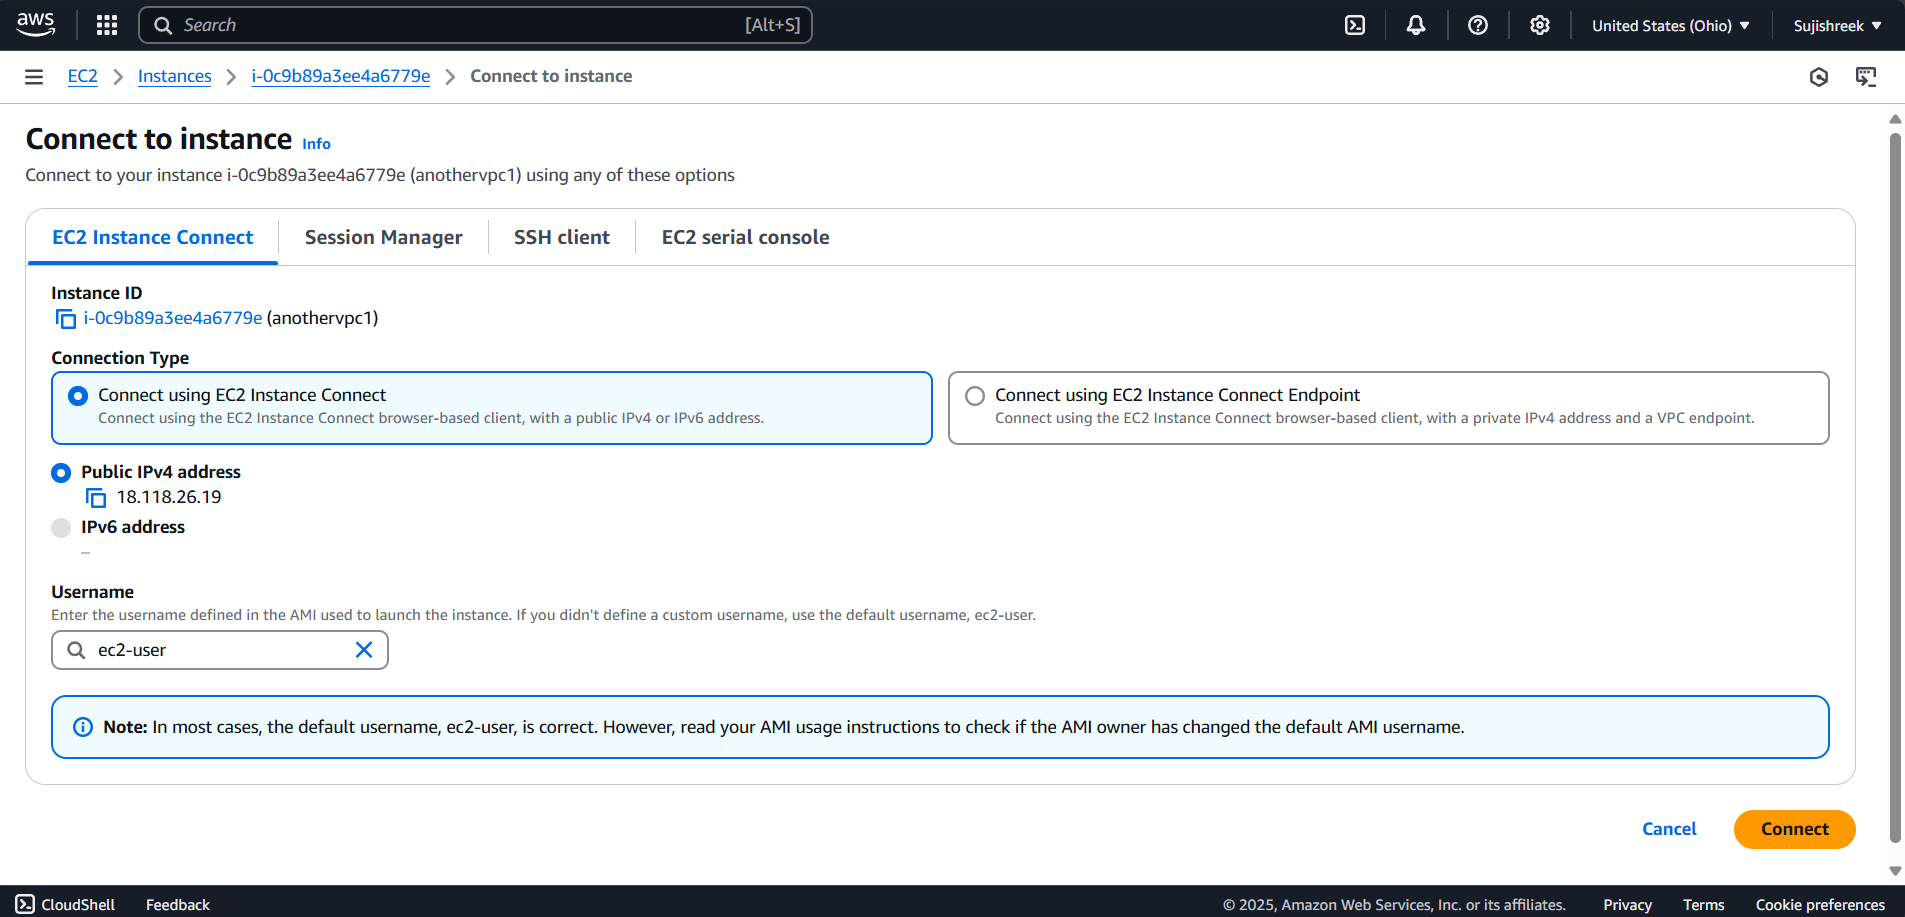 aws Search [Alt+S] United States (Ohio) Sujishreek
EC2 Instances i-0c9b89a3ee4a6779e Connect to instance
Connect to instance Info
Connect to your instance i-0c9b89a3ee4a6779e (anothervpc1) using any of these options
EC2 Instance Connect Session Manager SSH client EC2 serial console
Instance ID
i-0c9b89a3ee4a6779e (anothervpc1)
Connection Type
Connect using EC2 Instance Connect
Connect using the EC2 Instance Connect browser-based client, with a public IPv4 or IPv6 address.
Connect using EC2 Instance Connect Endpoint
Connect using the EC2 Instance Connect browser-based client, with a private IPv4 address and a VPC endpoint.
Public IPv4 address
18.118.26.19
IPv6 address
–
Username
Enter the username defined in the AMI used to launch the instance. If you didn't define a custom username, use the default username, ec2-user.
ec2-user
Note: In most cases, the default username, ec2-user, is correct. However, read your AMI usage instructions to check if the AMI owner has changed the default AMI username.
Cancel Connect
CloudShell Feedback © 2025, Amazon Web Services, Inc. or its affiliates. Privacy Terms Cookie preferences